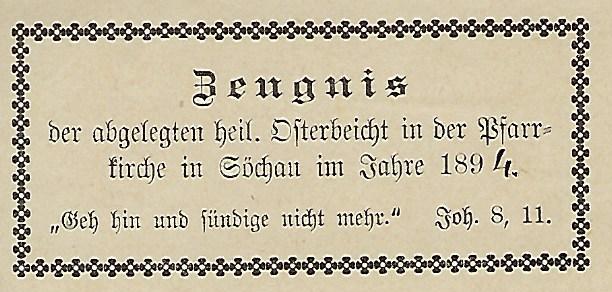 Zeugnis
der abgelegten heil. Osterbeicht in der Pfarr=
kirche in Söchau im Jahre 1894.
„Geh hin und sündige nicht mehr.“ Joh. 8, 11.